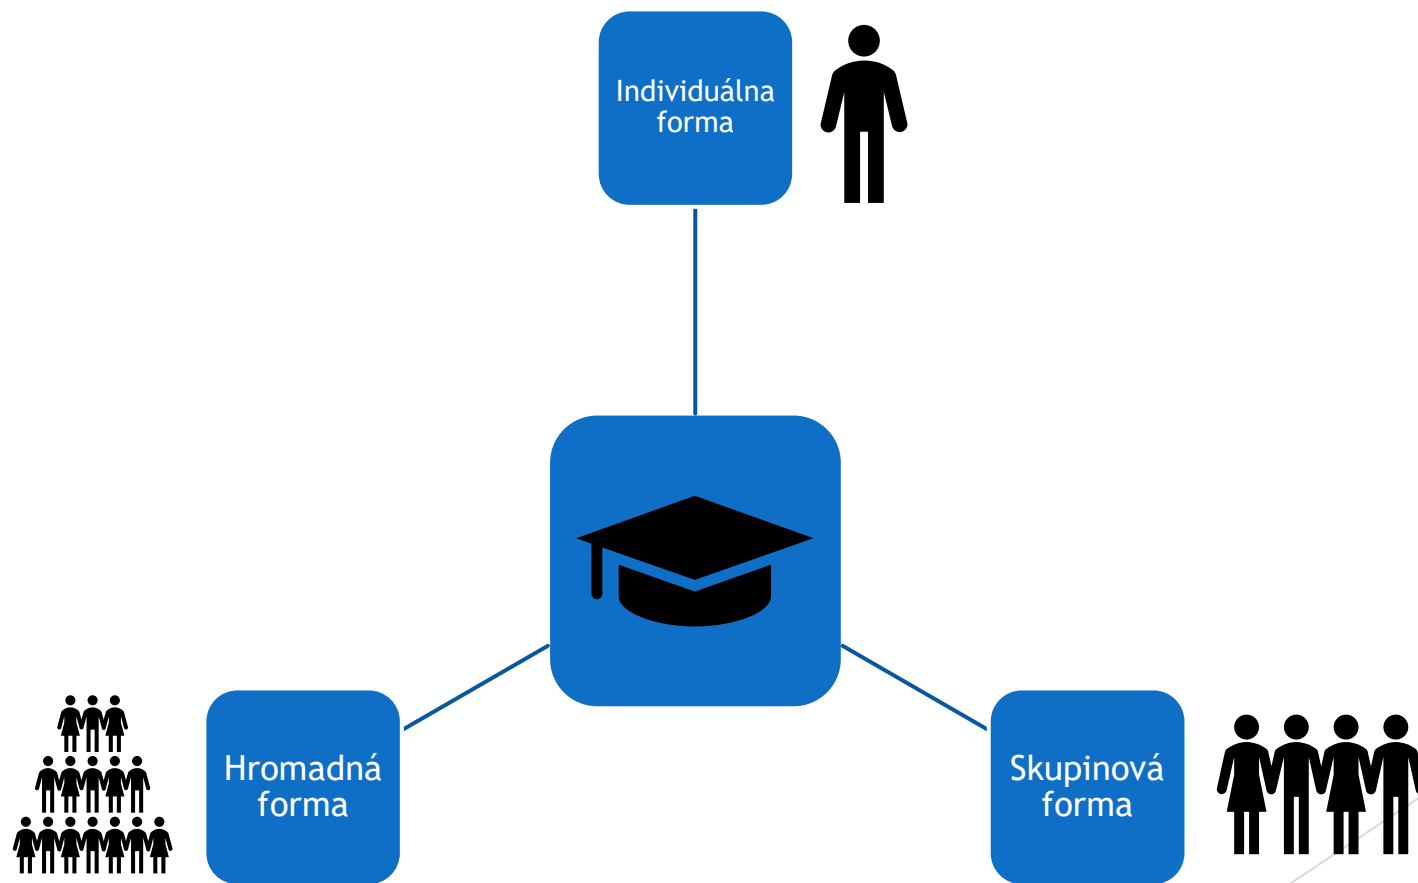 Individuálna
forma
Hromadná
forma
Skupinová
forma